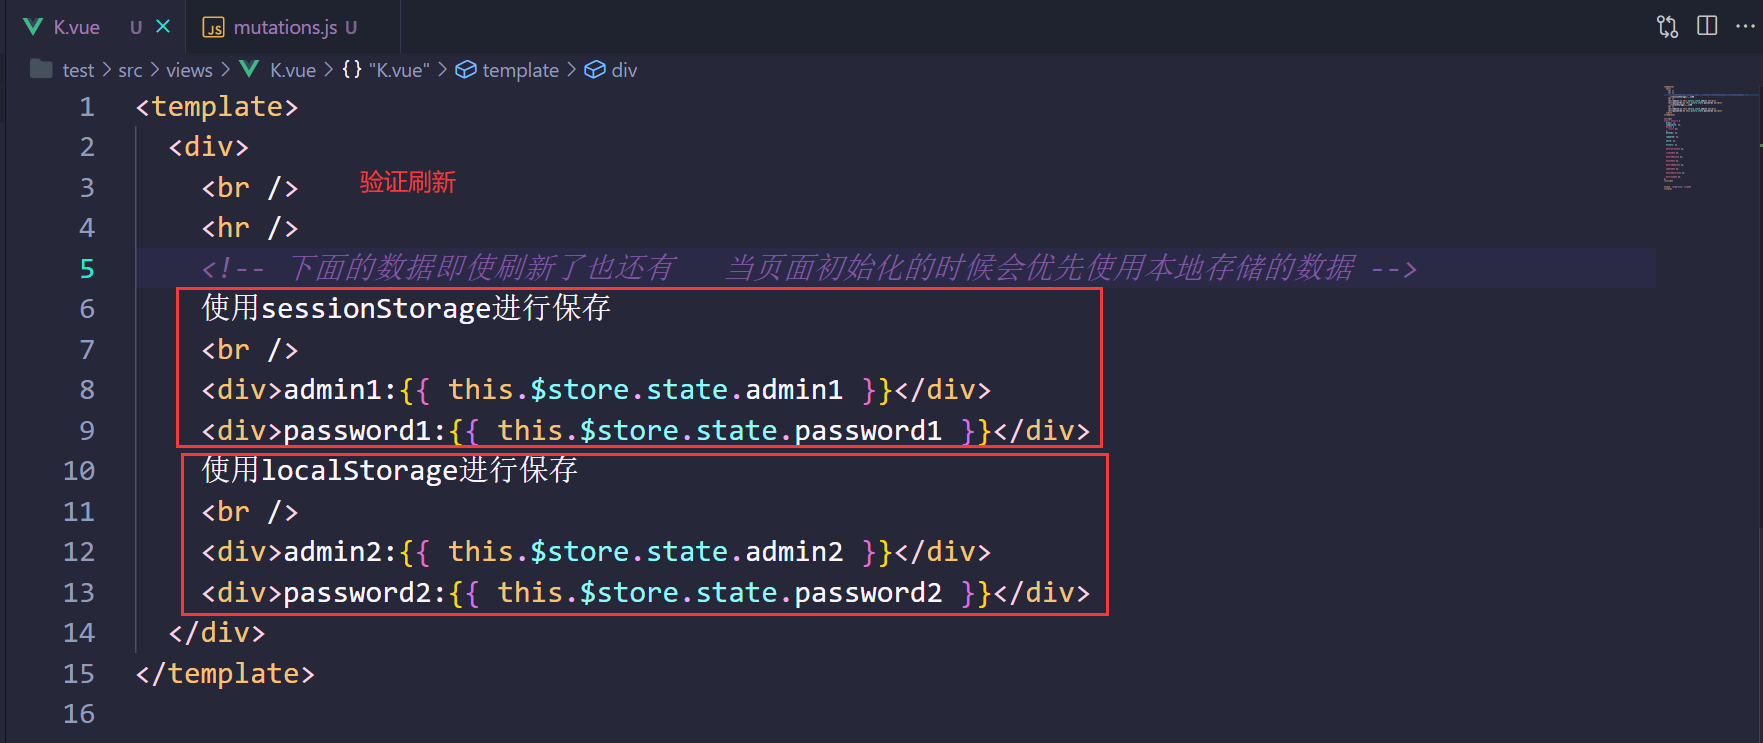 K.vue U JS mutations.js U
test > src > views > K.vue > {} "K.vue" > template > div
1 <template>
2 <div>
3 <br /> 验证刷新
4 <hr />
5 <!-- 下面的数据即使刷新了也还有 当页面初始化的时候会优先使用本地存储的数据 -->
6 使用sessionStorage进行保存
7 <br />
8 <div>admin1:{{ this.$store.state.admin1 }}</div>
9 <div>password1:{{ this.$store.state.password1 }}</div>
10 使用localStorage进行保存
11 <br />
12 <div>admin2:{{ this.$store.state.admin2 }}</div>
13 <div>password2:{{ this.$store.state.password2 }}</div>
14 </div>
15 </template>
16